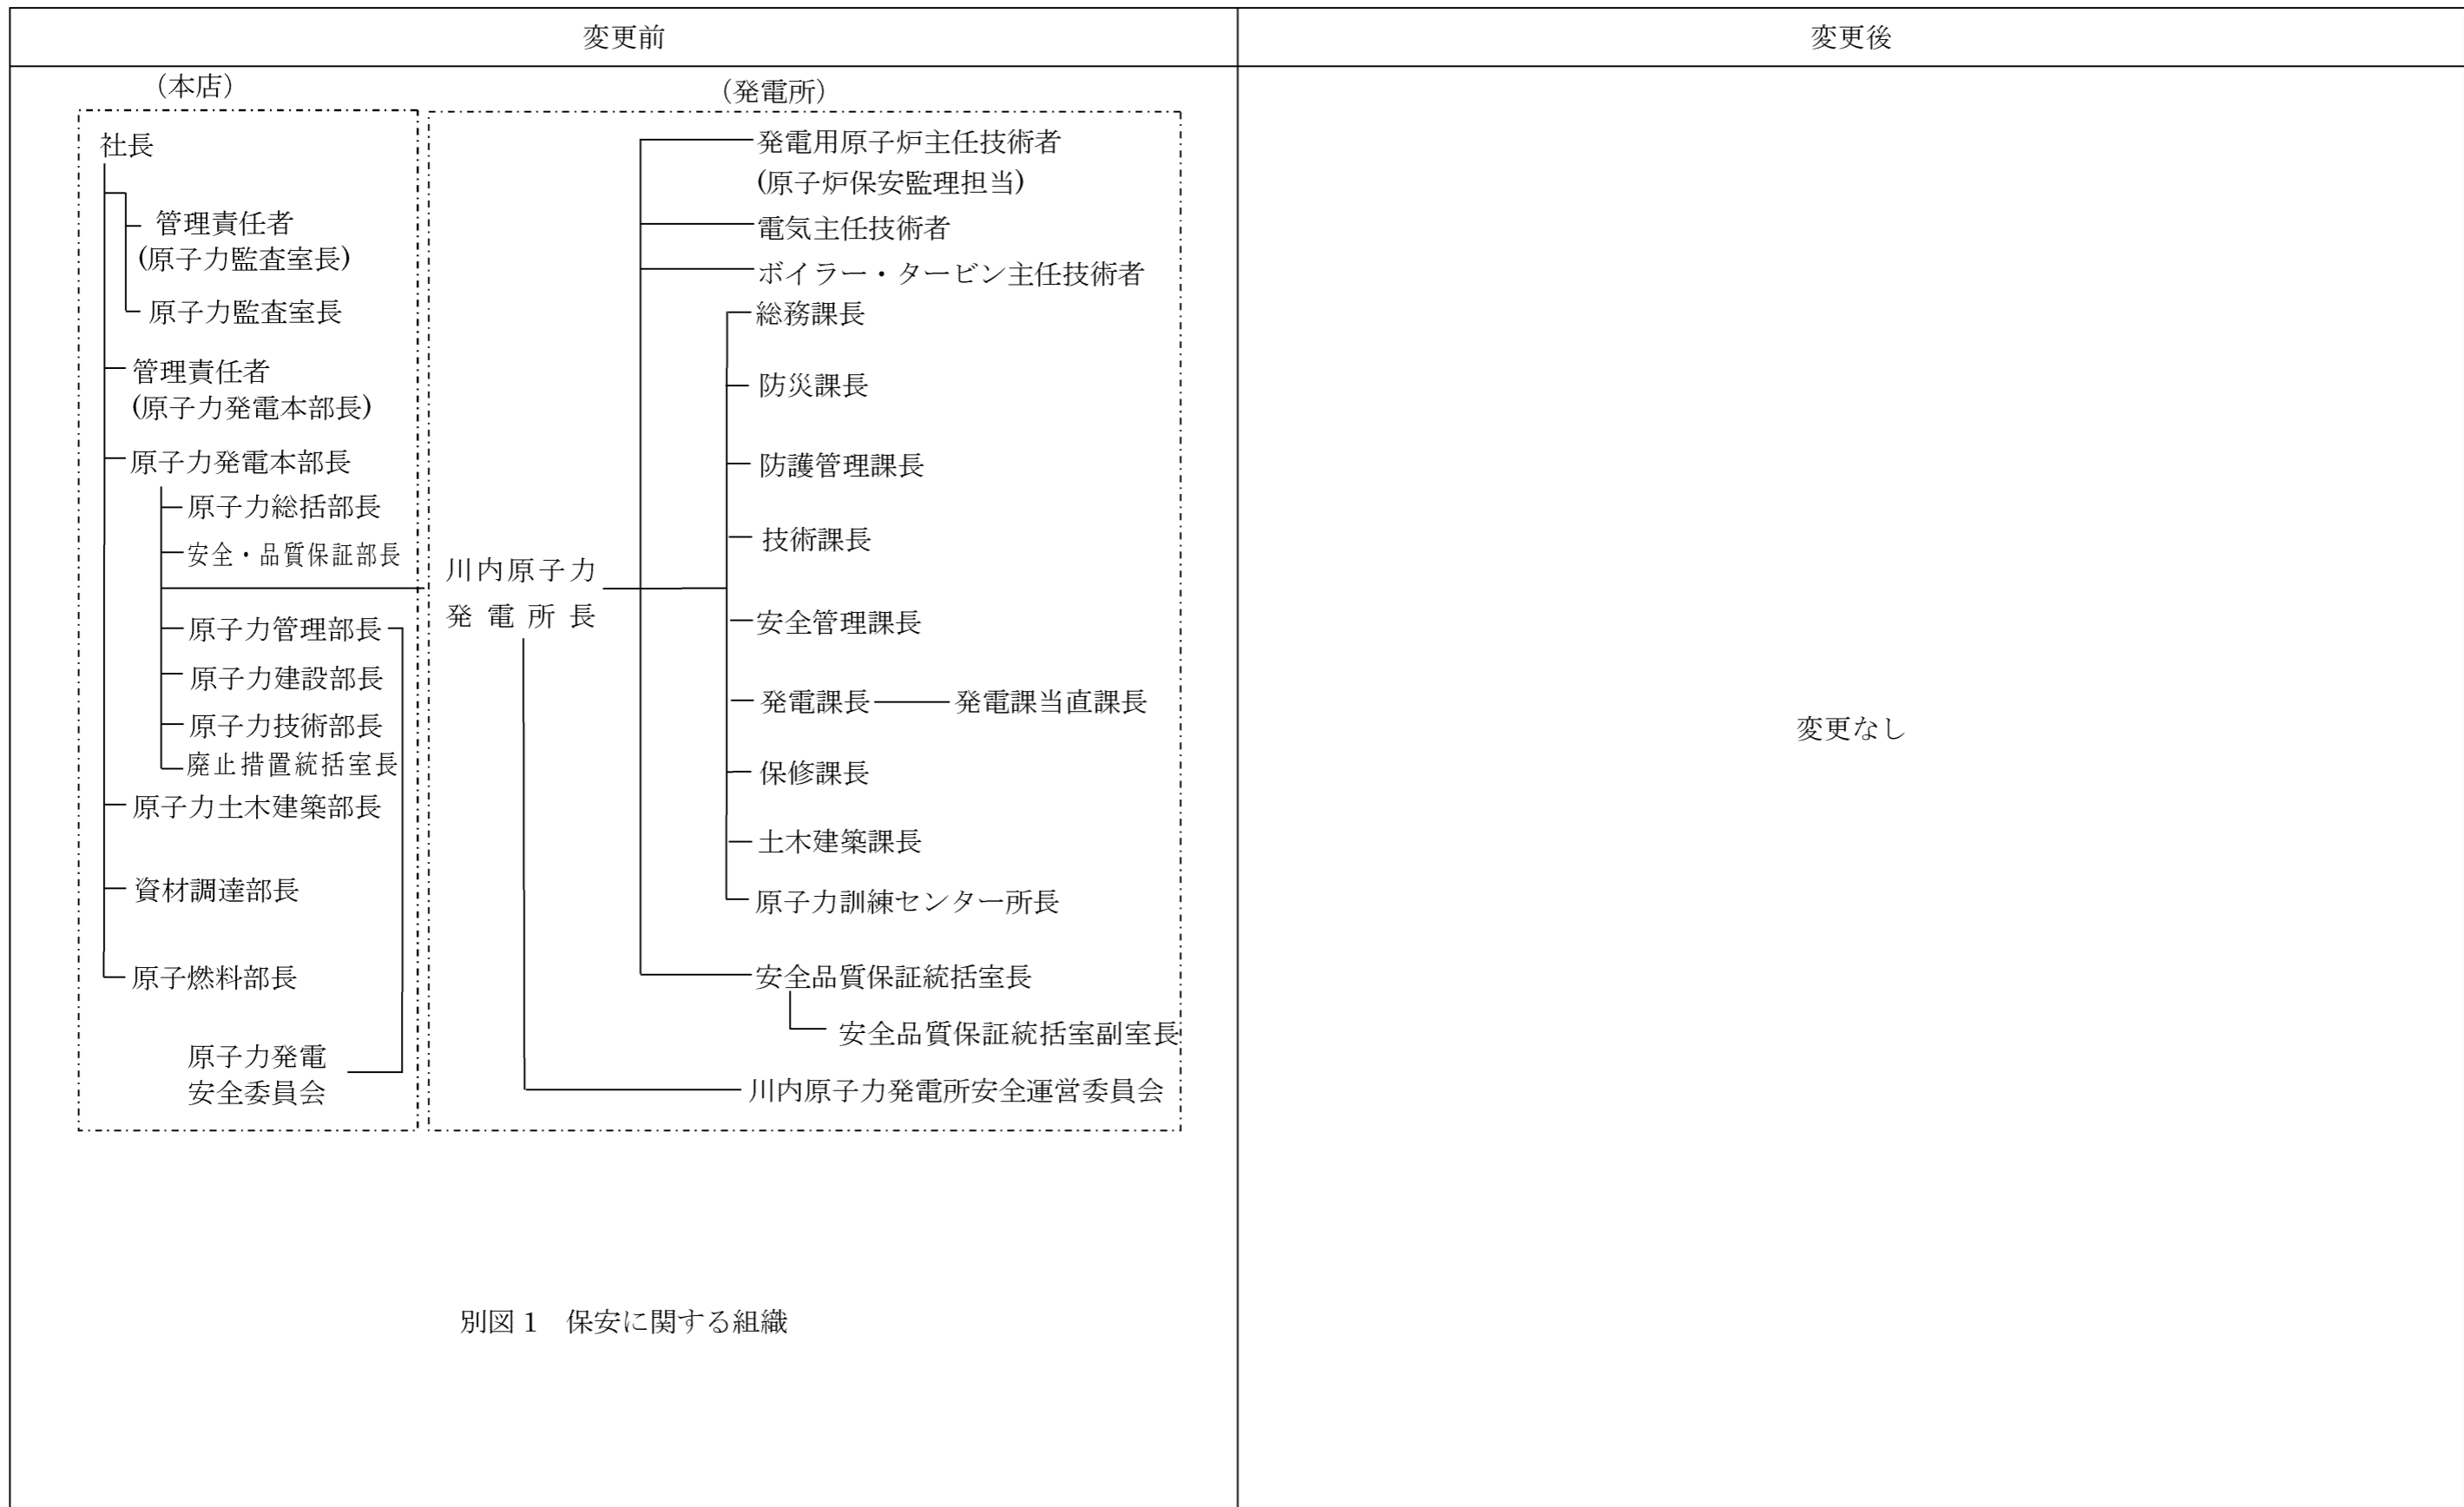 変更前
変更後
（本店）
社長
管理責任者
(原子力監査室長)
原子力監査室長
管理責任者
(原子力発電本部長)
原子力発電本部長
原子力総括部長
安全・品質保証部長
原子力管理部長
原子力建設部長
原子力技術部長
廃止措置統括室長
原子力土木建築部長
資材調達部長
原子燃料部長
原子力発電
安全委員会
（発電所）
川内原子力
発電所長
発電用原子炉主任技術者
(原子炉保安監理担当)
電気主任技術者
ボイラー・タービン主任技術者
総務課長
防災課長
防護管理課長
技術課長
安全管理課長
発電課長
発電課当直課長
保修課長
土木建築課長
原子力訓練センター所長
安全品質保証統括室長
安全品質保証統括室副室長
川内原子力発電所安全運営委員会
別図 1　保安に関する組織
変更なし